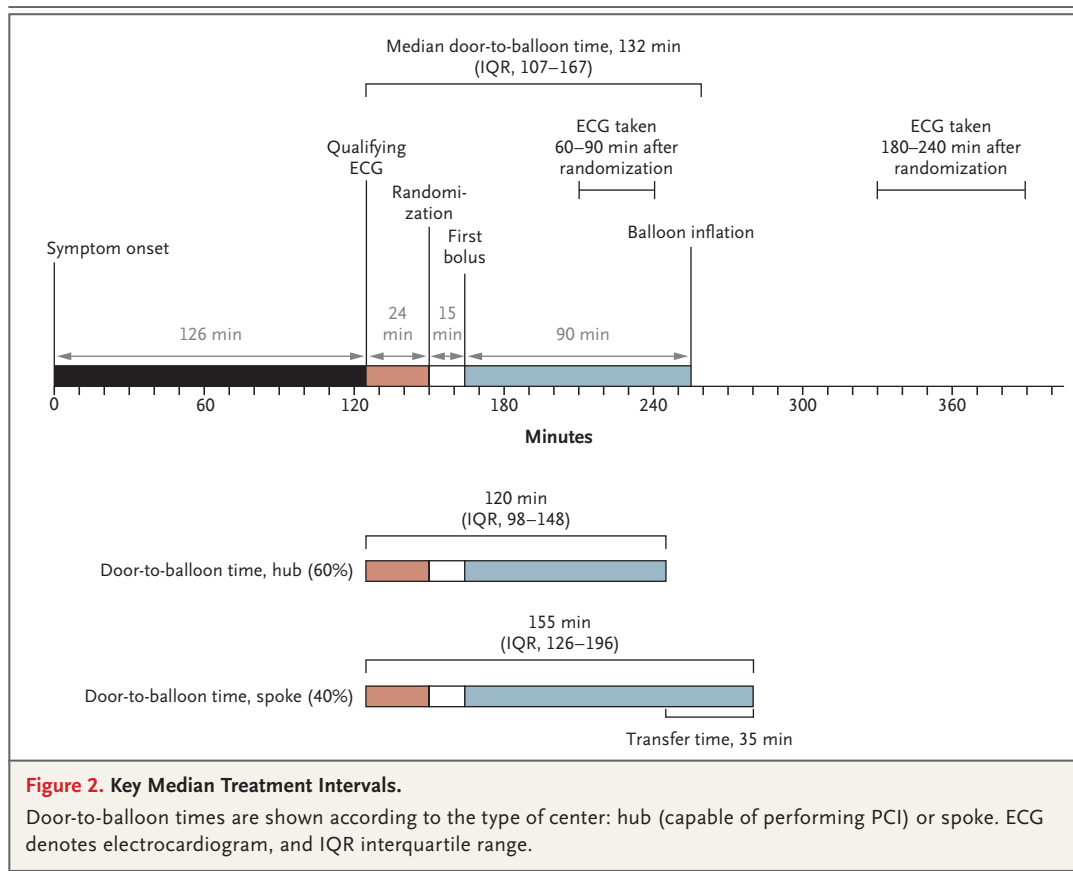 Median door-to-balloon time, 132 min
(IQR, 107–167)
ECG taken
60–90 min after
randomization
ECG taken
180–240 min after
randomization
Qualifying
ECG
Randomi-
zation
First
bolus
Balloon inflation
Symptom onset
126 min
24
min
15
min
90 min
0 60 120 180 240 300 360
Minutes
120 min
(IQR, 98–148)
Door-to-balloon time, hub (60%)
155 min
(IQR, 126–196)
Door-to-balloon time, spoke (40%)
Transfer time, 35 min
Figure 2. Key Median Treatment Intervals.
Door-to-balloon times are shown according to the type of center: hub (capable of performing PCI) or spoke. ECG
denotes electrocardiogram, and IQR interquartile range.